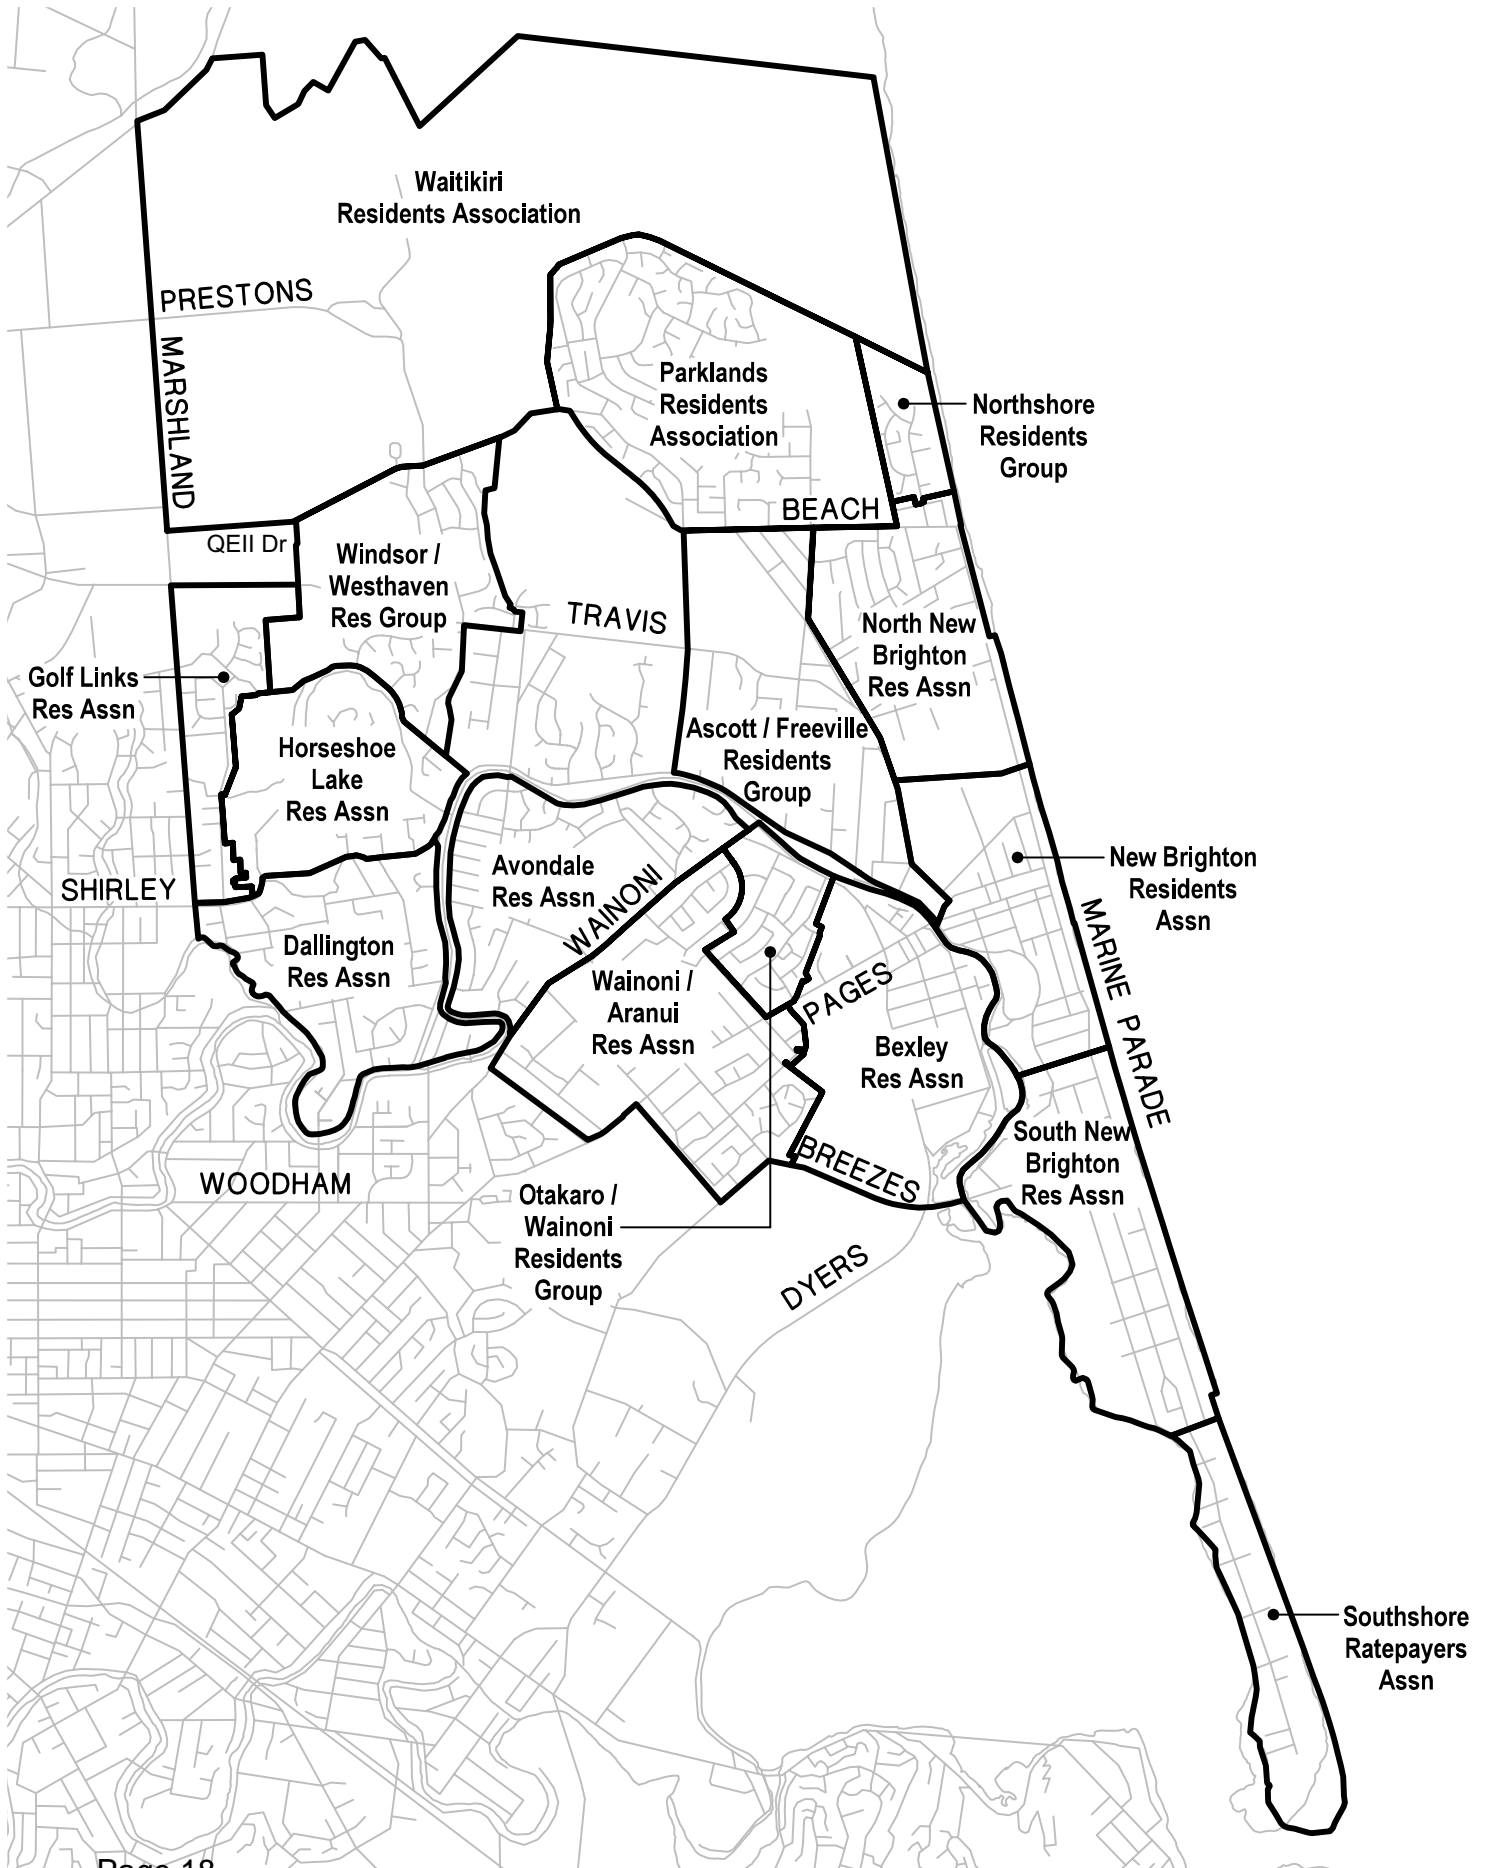 Waitikiri
Residents Association
PRESTONS
MARSHLAND
Parklands
Residents
Association
Northshore
Residents
Group
BEACH
QEII Dr
Windsor /
Westhaven
Res Group
TRAVIS
North New
Brighton
Res Assn
Golf Links
Res Assn
Horseshoe
Lake
Res Assn
Ascott / Freeville
Residents
Group
Avondale
Res Assn
WAINONI
New Brighton
Residents
Assn
SHIRLEY
MARINE PARADE
Dallington
Res Assn
Wainoni /
Aranui
Res Assn
PAGES
Bexley
Res Assn
South New
Brighton
Res Assn
BREEZES
WOODHAM
Otakaro /
Wainoni
Residents
Group
DYERS
Southshore
Ratepayers
Assn
Page 18